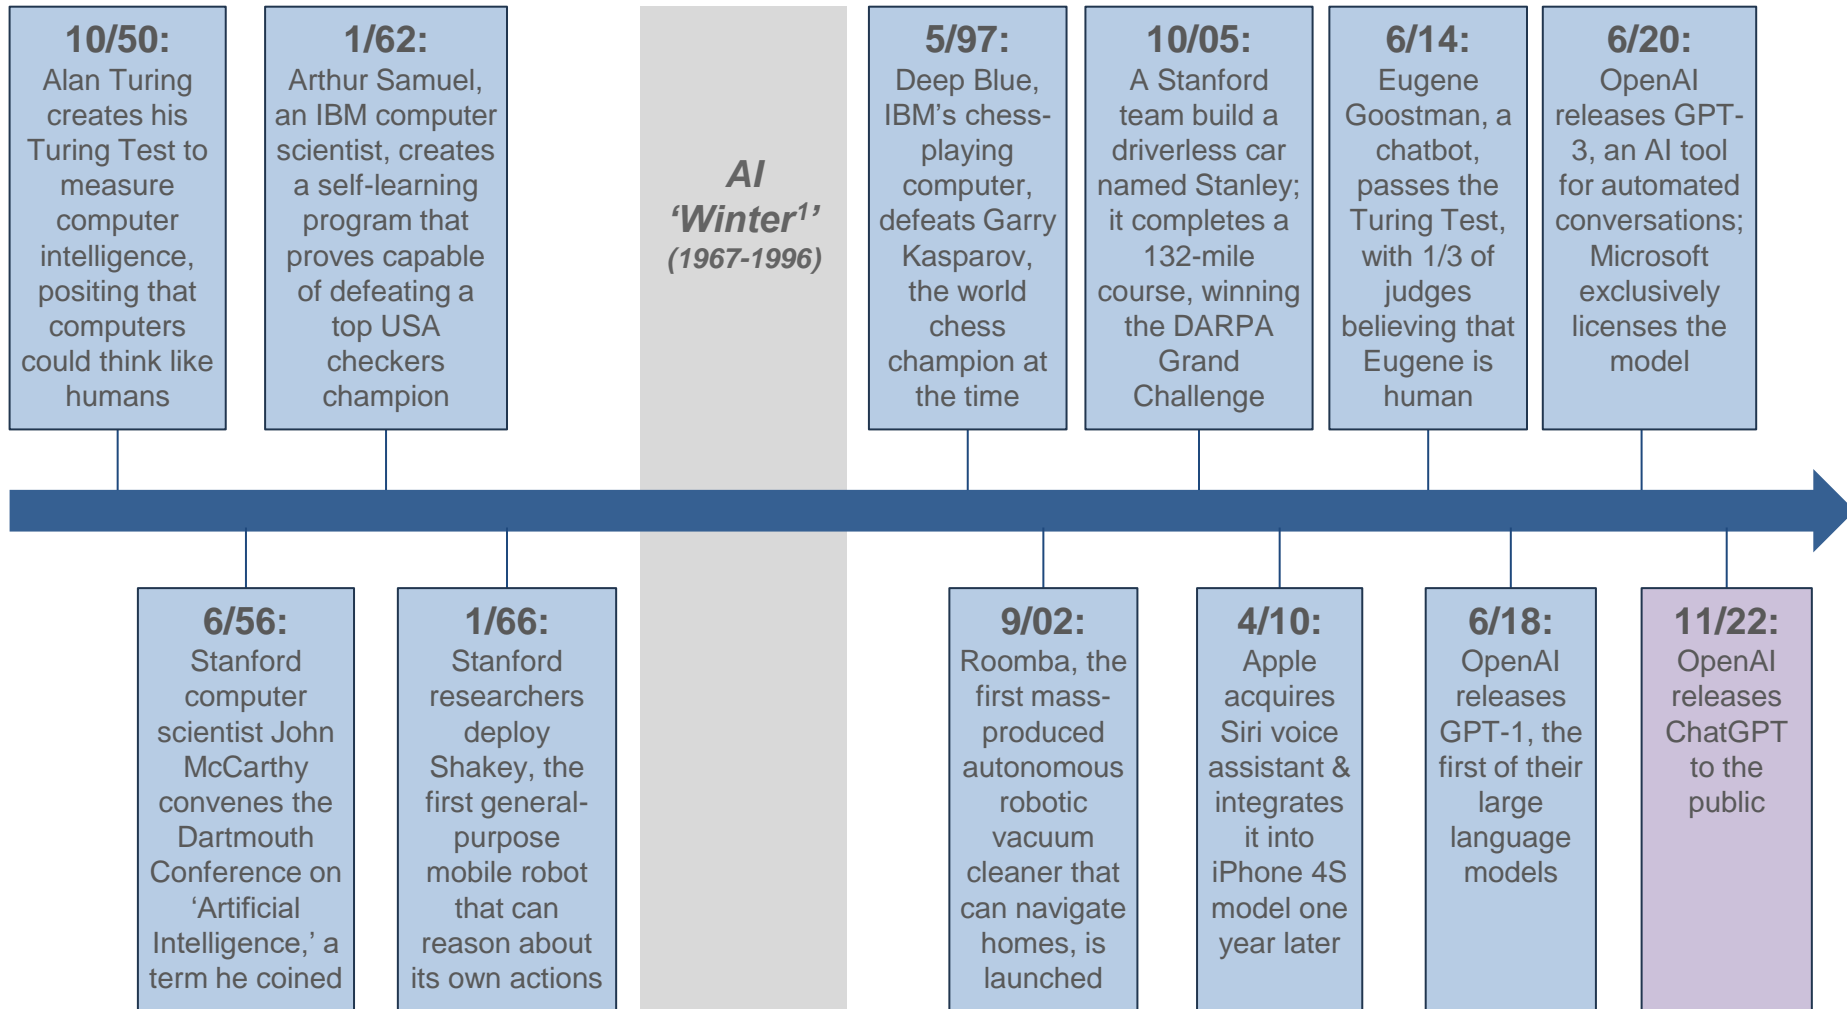 10/50:
Alan Turing
creates his
Turing Test to
measure
computer
intelligence,
positing that
computers
could think like
humans
1/62:
Arthur Samuel,
an IBM computer
scientist, creates
a self-learning
program that
proves capable
of defeating a
top USA
checkers
champion
AI
‘Winter¹’
(1967-1996)
5/97:
Deep Blue,
IBM’s chess-
playing
computer,
defeats Garry
Kasparov,
the world
chess
champion at
the time
10/05:
A Stanford
team build a
driverless car
named Stanley;
it completes a
132-mile
course, winning
the DARPA
Grand
Challenge
6/14:
Eugene
Goostman, a
chatbot,
passes the
Turing Test,
with 1/3 of
judges
believing that
Eugene is
human
6/20:
OpenAI
releases GPT-
3, an AI tool
for automated
conversations;
Microsoft
exclusively
licenses the
model
6/56:
Stanford
computer
scientist John
McCarthy
convenes the
Dartmouth
Conference on
‘Artificial
Intelligence,’ a
term he coined
1/66:
Stanford
researchers
deploy
Shakey, the
first general-
purpose
mobile robot
that can
reason about
its own actions
9/02:
Roomba, the
first mass-
produced
autonomous
robotic
vacuum
cleaner that
can navigate
homes, is
launched
4/10:
Apple
acquires
Siri voice
assistant &
integrates
it into
iPhone 4S
model one
year later
6/18:
OpenAI
releases
GPT-1, the
first of their
large
language
models
11/22:
OpenAI
releases
ChatGPT
to the
public